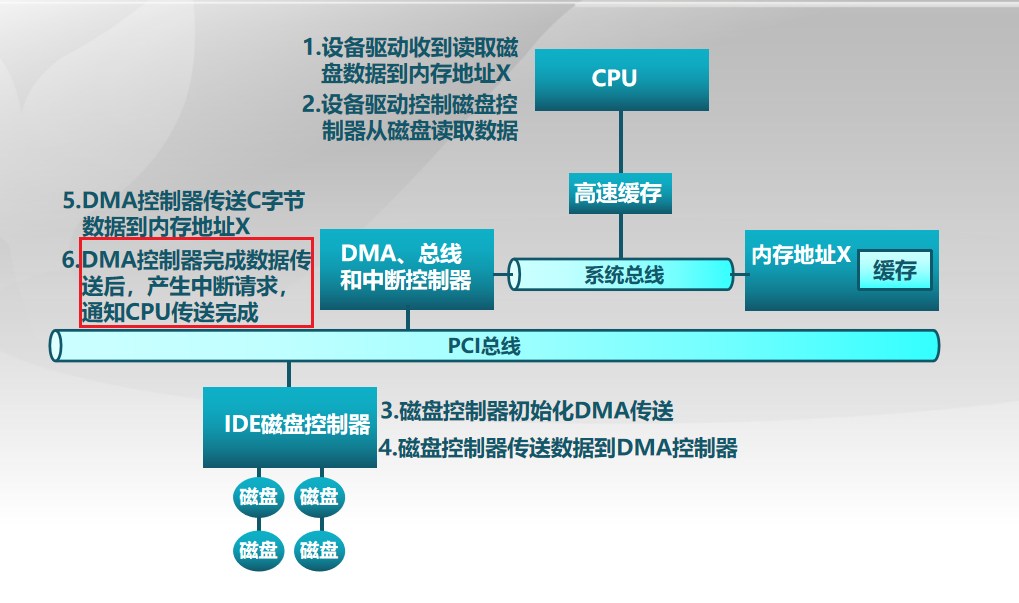 1.设备驱动收到读取磁
盘数据到内存地址X
2.设备驱动控制磁盘控
制器从磁盘读取数据
CPU
高速缓存
5.DMA控制器传送C字节
数据到内存地址X
6.DMA控制器完成数据传
送后，产生中断请求，
通知CPU传送完成
DMA、总线
和中断控制器
系统总线
内存地址X
缓存
PCI总线
IDE磁盘控制器
3.磁盘控制器初始化DMA传送
4.磁盘控制器传送数据到DMA控制器
磁盘
磁盘
磁盘
磁盘